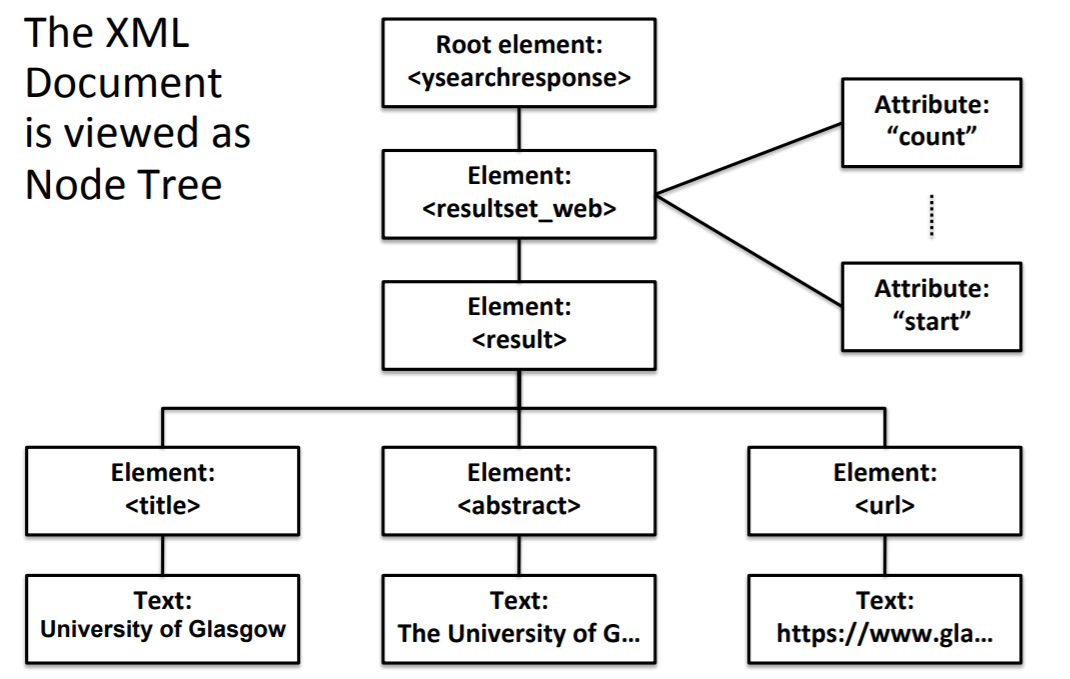 The XML
Document
is viewed as
Node Tree
Root element:
<ysearchresponse>
Attribute:
“count”
Element:
<resultset_web>
Attribute:
“start”
Element:
<result>
Element:
<title>
Element:
<abstract>
Element:
<url>
Text:
University of Glasgow
Text:
The University of G...
Text:
https://www.gla...